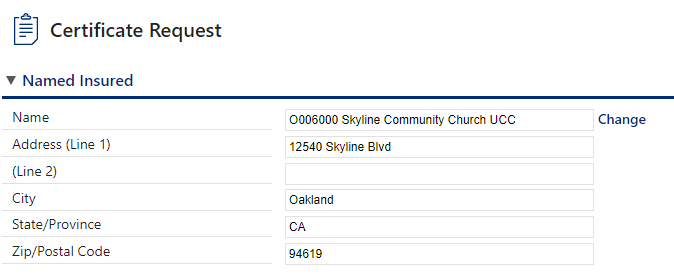 Certificate Request
Named Insured
Name O006000 Skyline Community Church UCC Change
Address (Line 1) 12540 Skyline Blvd
(Line 2)
City Oakland
State/Province CA
Zip/Postal Code 94619